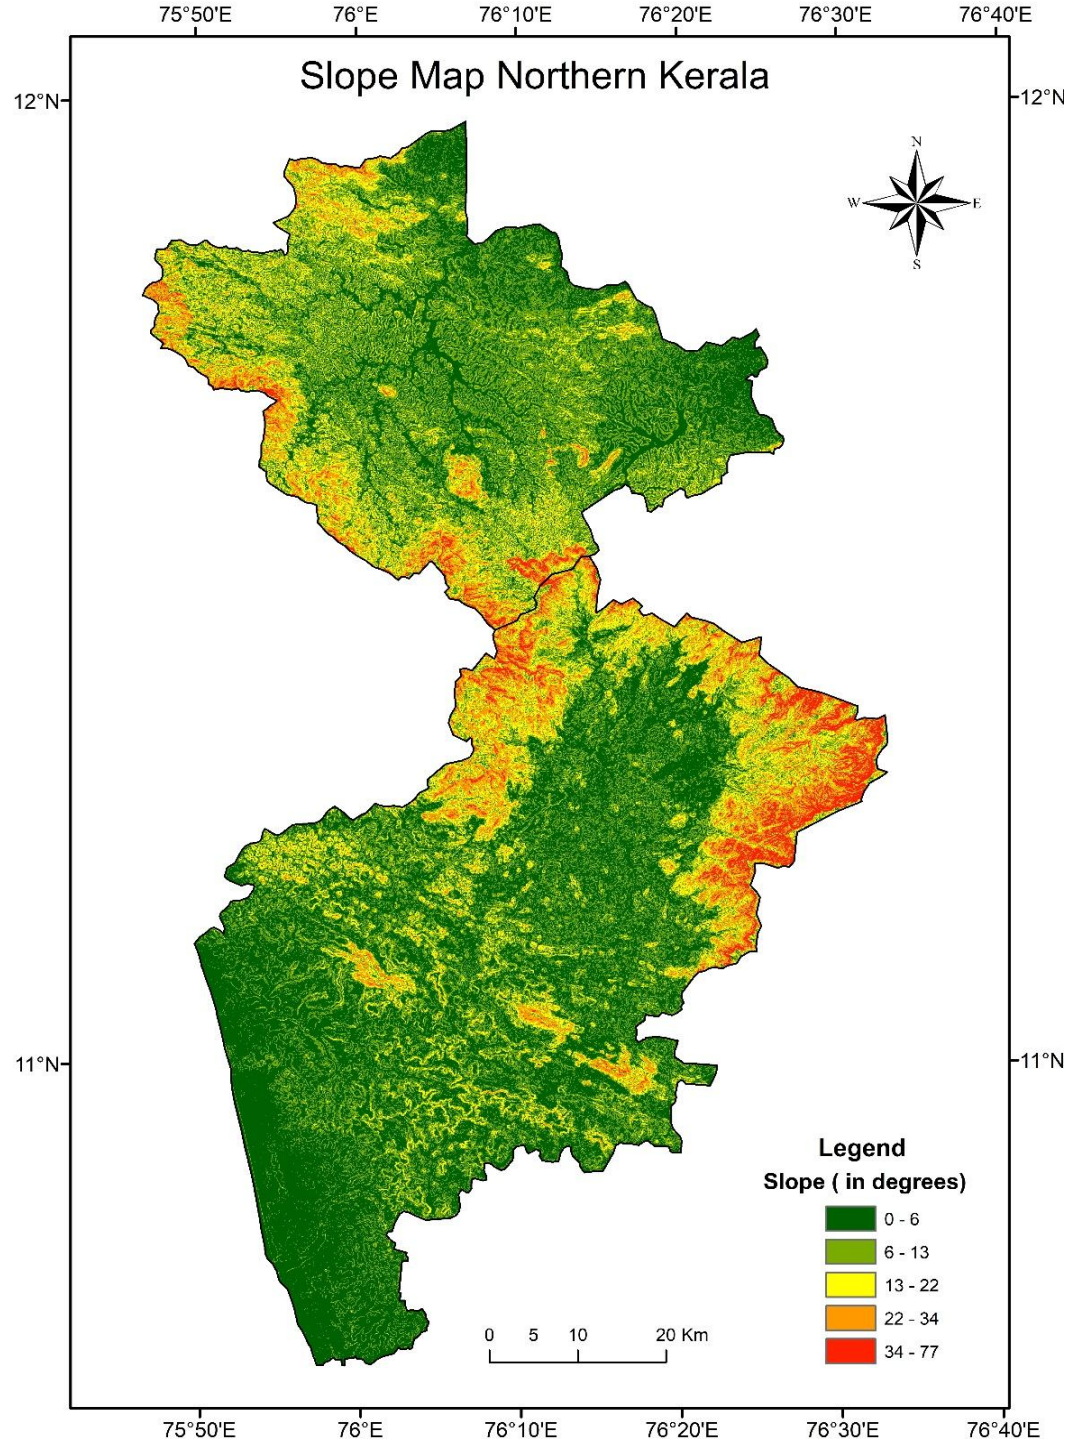 75°50'E 76°E 76°10'E 76°20'E 76°30'E 76°40'E
Slope Map Northern Kerala
12°N 12°N
N
W E
S
11°N 11°N
Legend
Slope ( in degrees)
0 - 6
6 - 13
13 - 22
22 - 34
34 - 77
0 5 10 20 Km
75°50'E 76°E 76°10'E 76°20'E 76°30'E 76°40'E